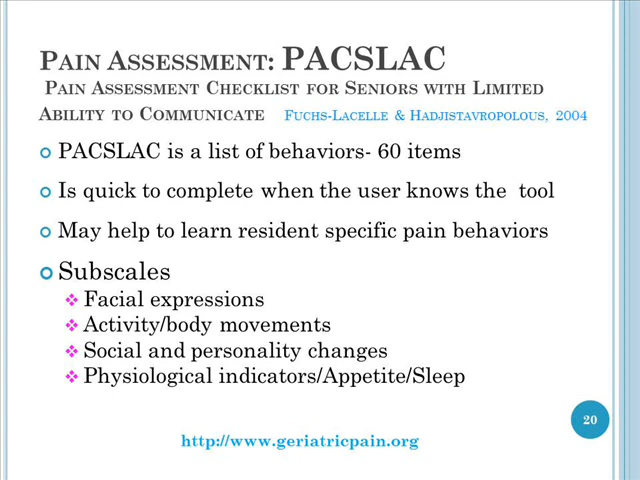 PAIN ASSESSMENT: PACSLAC
PAIN ASSESSMENT CHECKLIST FOR SENIORS WITH LIMITED
ABILITY TO COMMUNICATE FUCHS-LACELLE & HADJISTAVROPOLOUS, 2004
PACSLAC is a list of behaviors- 60 items
Is quick to complete when the user knows the tool
May help to learn resident specific pain behaviors
Subscales
Facial expressions
Activity/body movements
Social and personality changes
Physiological indicators/Appetite/Sleep
20
http://www.geriatricpain.org